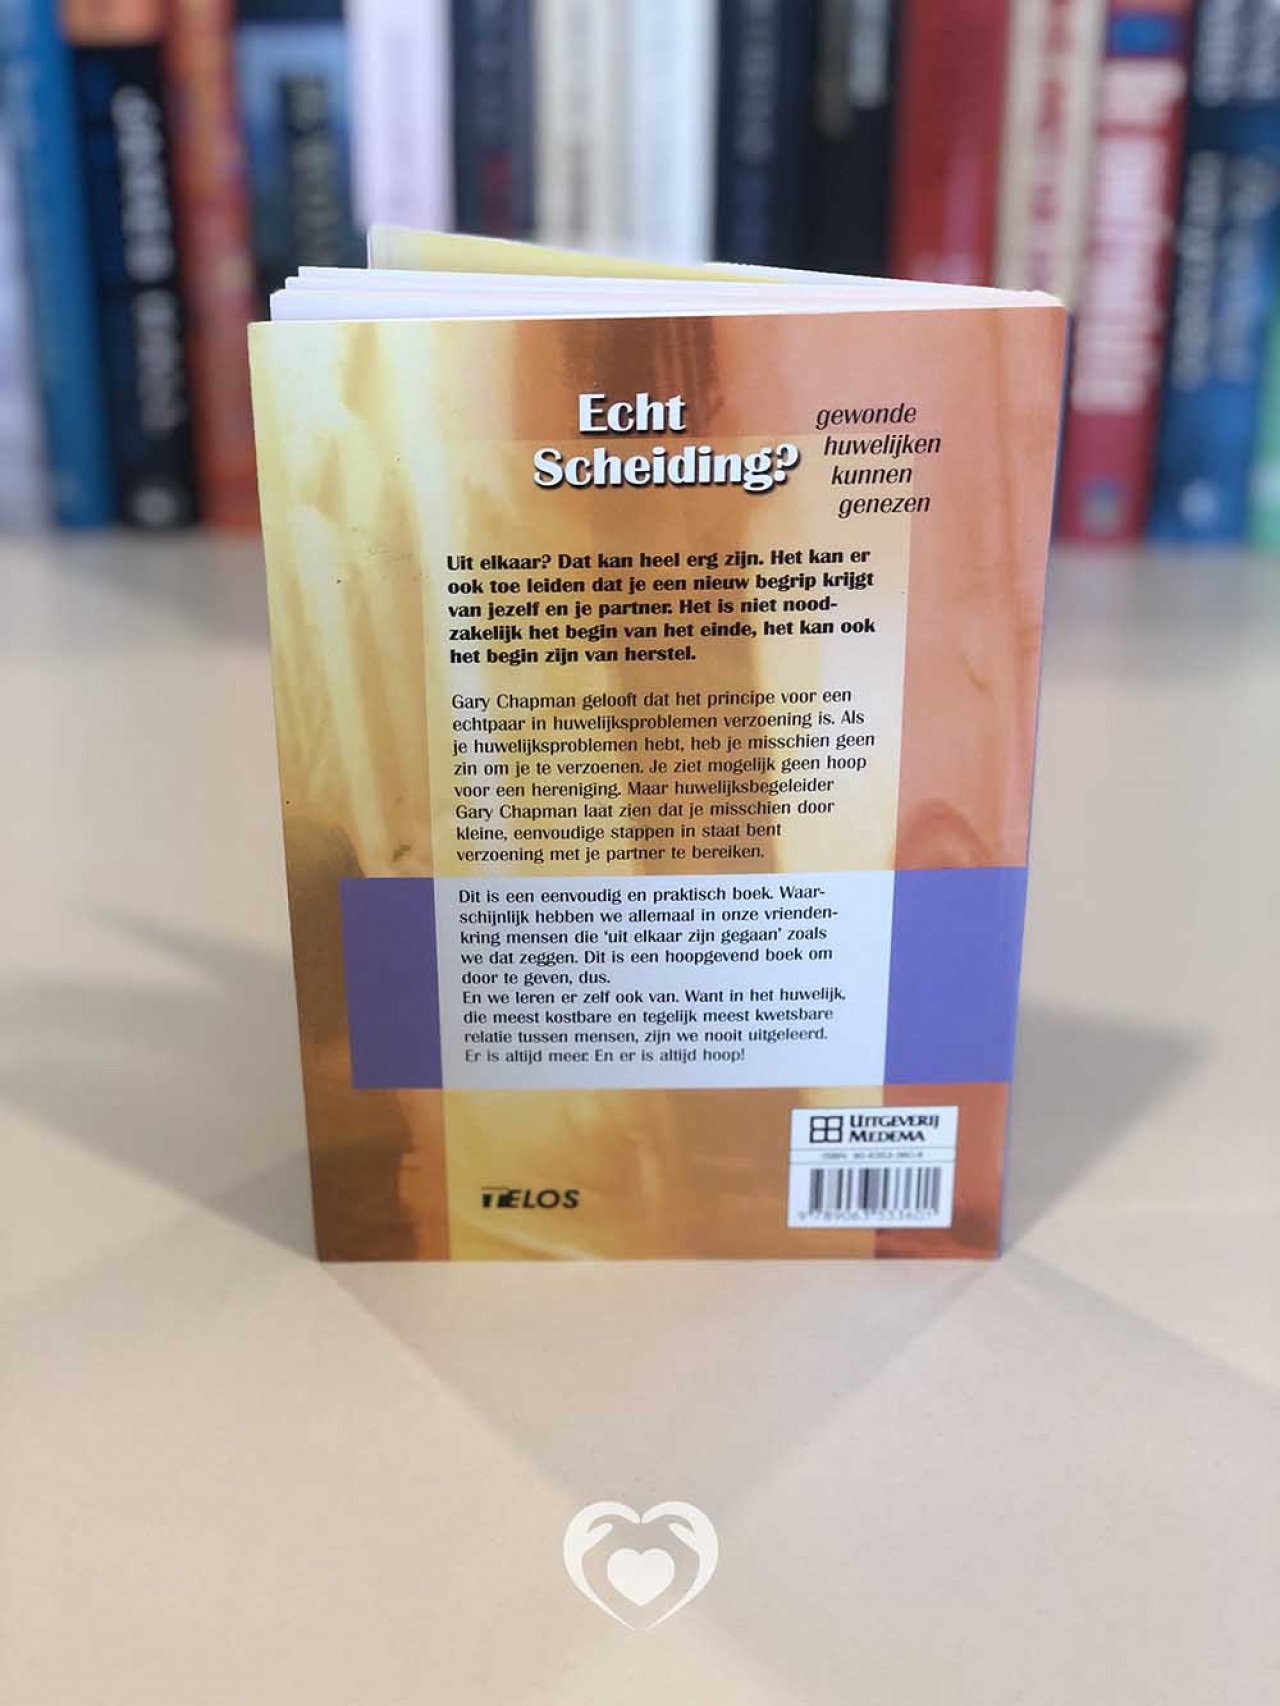 Echt
Scheiding?
gewonde
huwelijken
kunnen
genezen
Uit elkaar? Dat kan heel erg zijn. Het kan er
ook toe leiden dat je een nieuw begrip krijgt
van jezelf en je partner. Het is niet nood-
zakelijk het begin van het einde, het kan ook
het begin zijn van herstel.
Gary Chapman gelooft dat het principe voor een
echtpaar in huwelijksproblemen verzoening is. Als
je huwelijksproblemen hebt, heb je misschien geen
zin om je te verzoenen. Je ziet mogelijk geen hoop
voor een hereniging. Maar huwelijksbegeleider
Gary Chapman laat zien dat je misschien door
kleine, eenvoudige stappen in staat bent
verzoening met je partner te bereiken.
Dit is een eenvoudig en praktisch boek. Waar-
schijnlijk hebben we allemaal in onze vrienden-
kring mensen die ‘uit elkaar zijn gegaan’ zoals
we dat zeggen. Dit is een hoopgevend boek om
door te geven, dus.
En we leren er zelf ook van. Want in het huwelijk,
die meest kostbare en tegelijk meest kwetsbare
relatie tussen mensen, zijn we nooit uitgeleerd.
Er is altijd meer. En er is altijd hoop!
UITGEVERIJ
MEDEMA
ISBN
9 789063 533601
TELOS